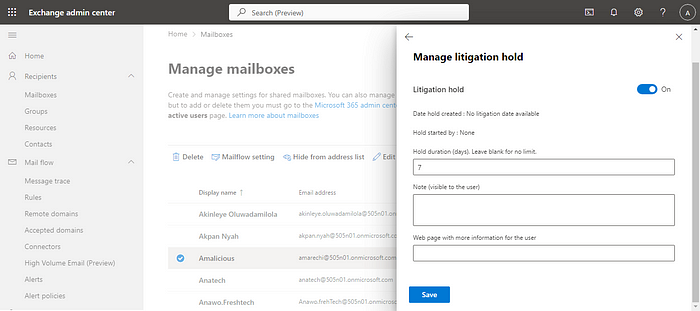 Exchange admin center
Search (Preview)
A
Home
Recipients
Mailboxes
Groups
Resources
Contacts
Mail flow
Message trace
Rules
Remote domains
Accepted domains
Connectors
High Volume Email (Preview)
Alerts
Alert policies
Home > Mailboxes
Manage mailboxes
Create and manage settings for shared mailboxes. You can also manage
but to add or delete them you must go to the Microsoft 365 admin cente
active users page. Learn more about mailboxes
Delete Mailflow setting Hide from address list Edit
Display name ↑ Email address
Akinleye Oluwadamilola akinleye.oluwadamilola@505n01.onmicrosoft.com
Akpan Nyah akpan.nyah@505n01.onmicrosoft.com
Amalicious amarechi@505n01.onmicrosoft.com
Anatech anatech@505n01.onmicrosoft.com
Anawo.Freshtech Anawo.frehTech@505n01.onmicrosoft.com
Manage litigation hold
Litigation hold On
Date hold created : No litigation date available
Hold started by : None
Hold duration (days). Leave blank for no limit.
7
Note (visible to the user)
Web page with more information for the user
Save